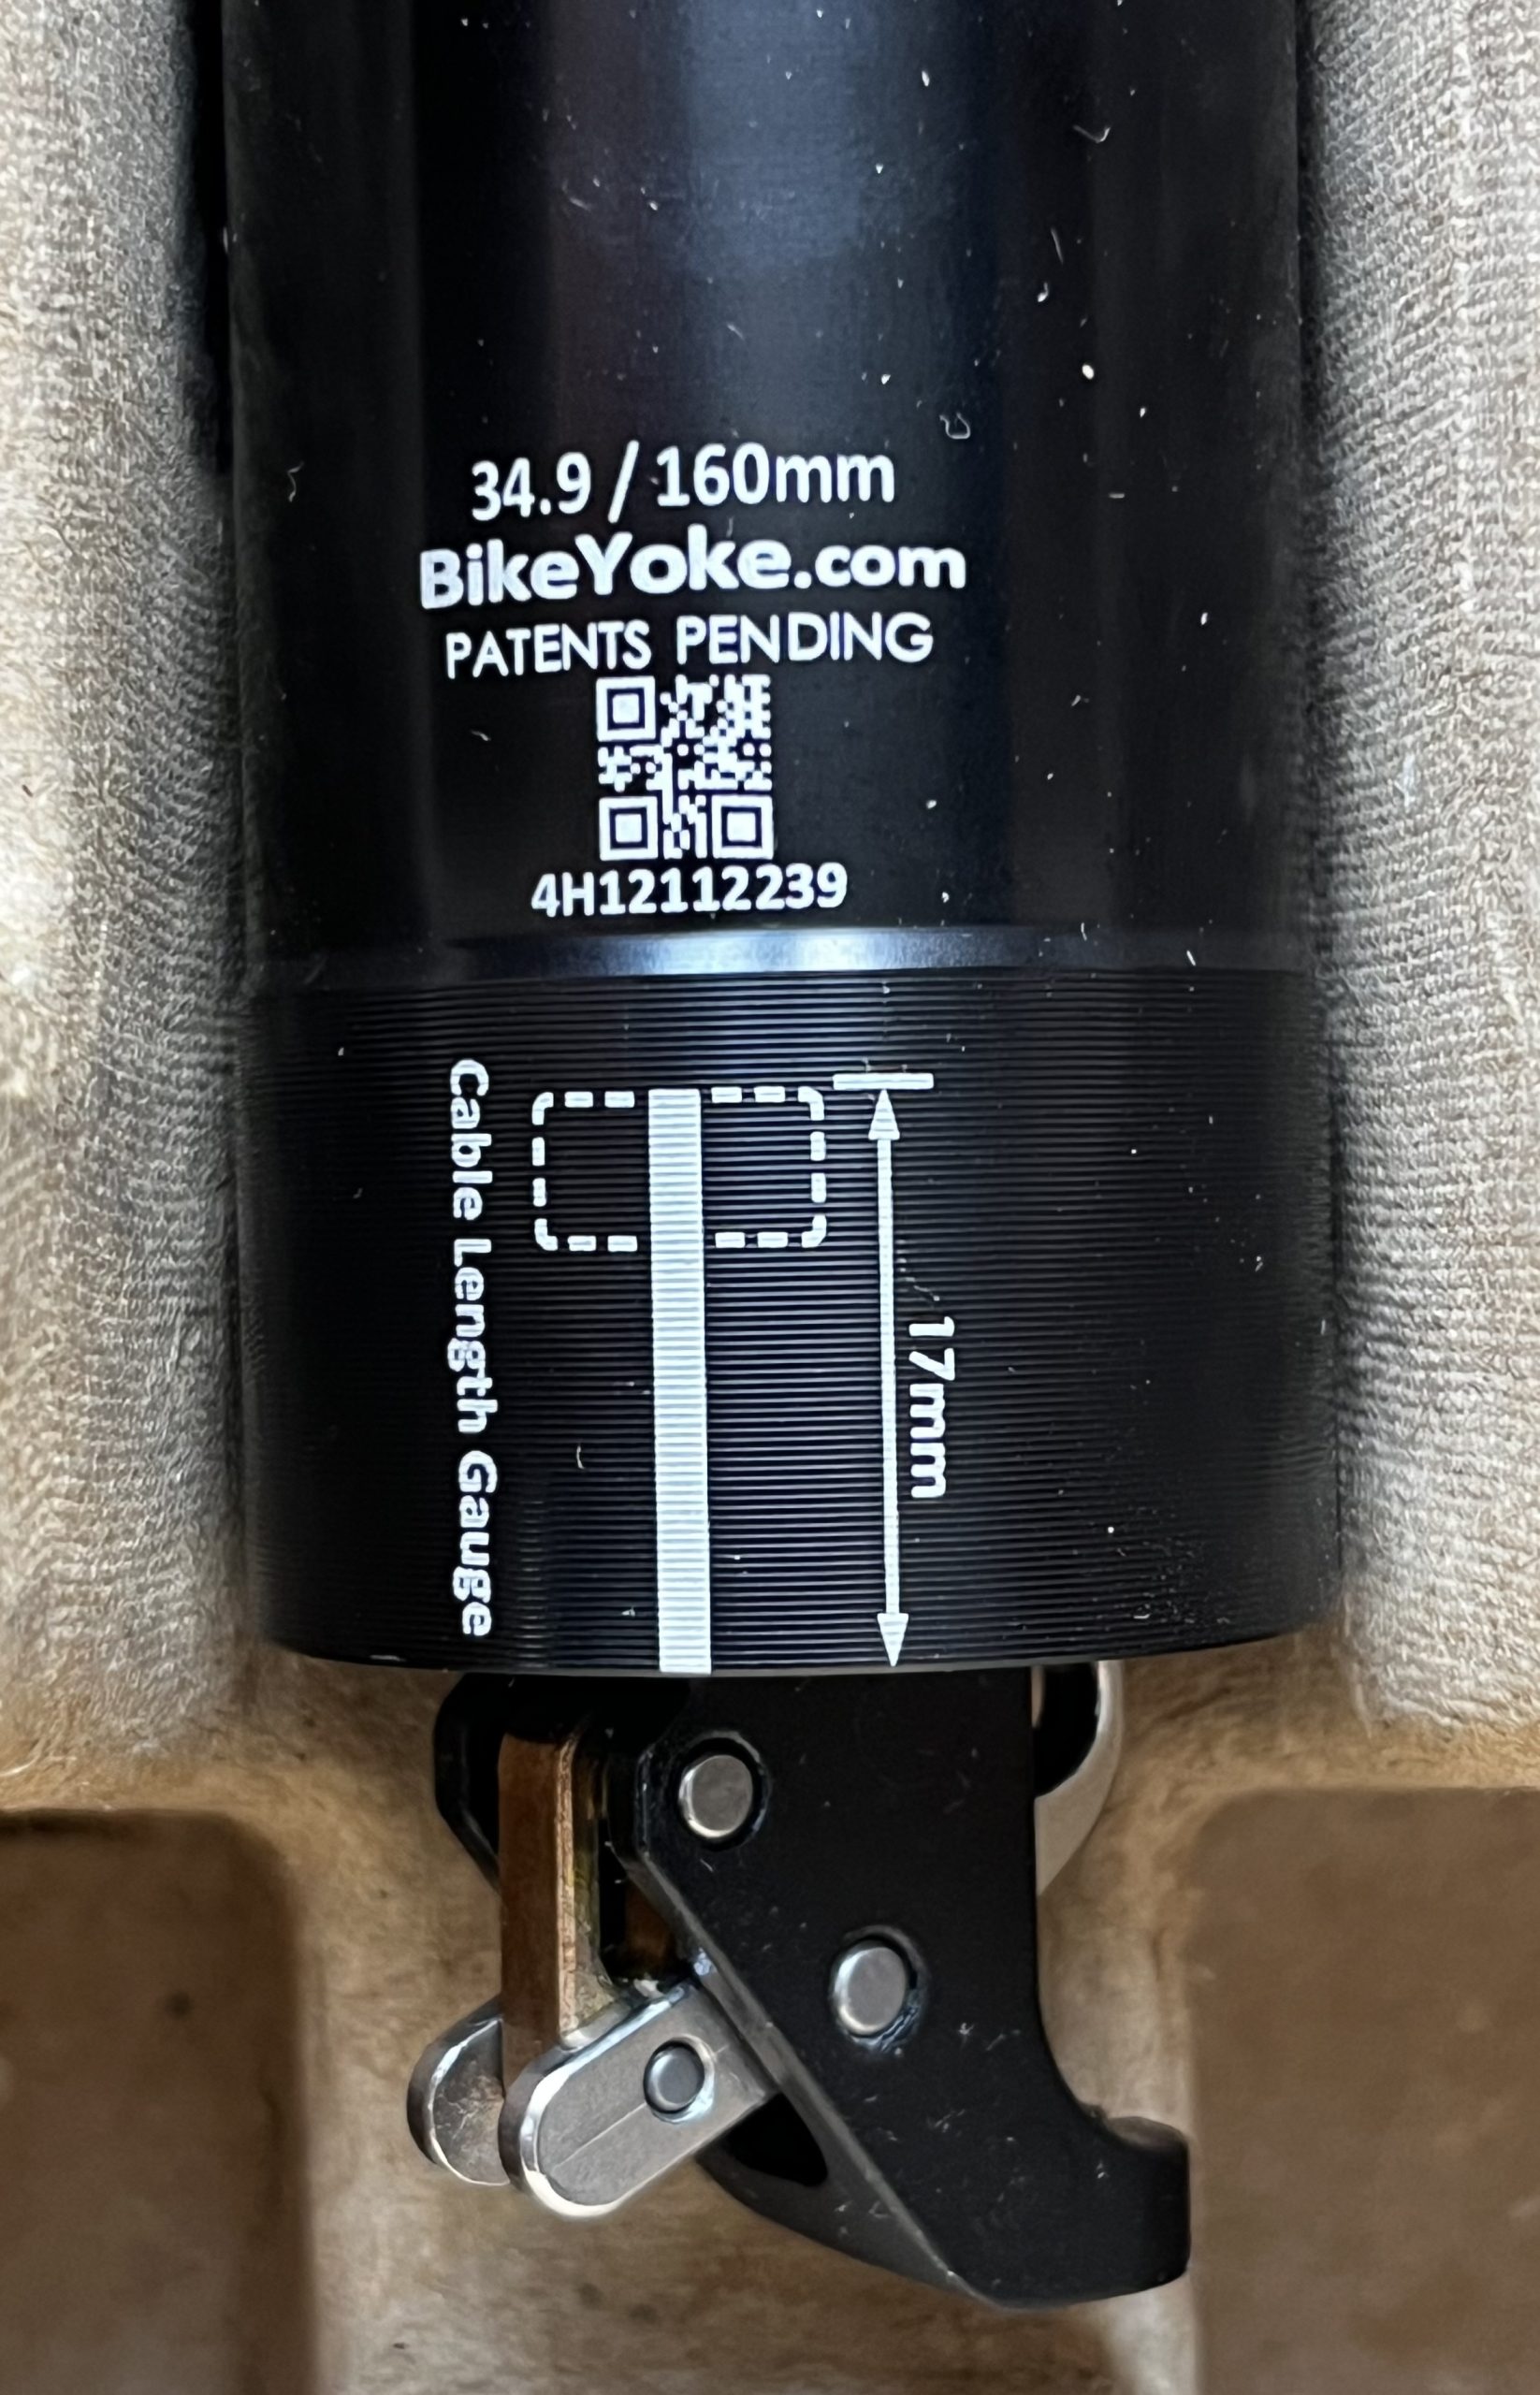 34.9 / 160mm
BikeYoke.com
PATENTS PENDING
4H12112239
Cable Length Gauge
17mm